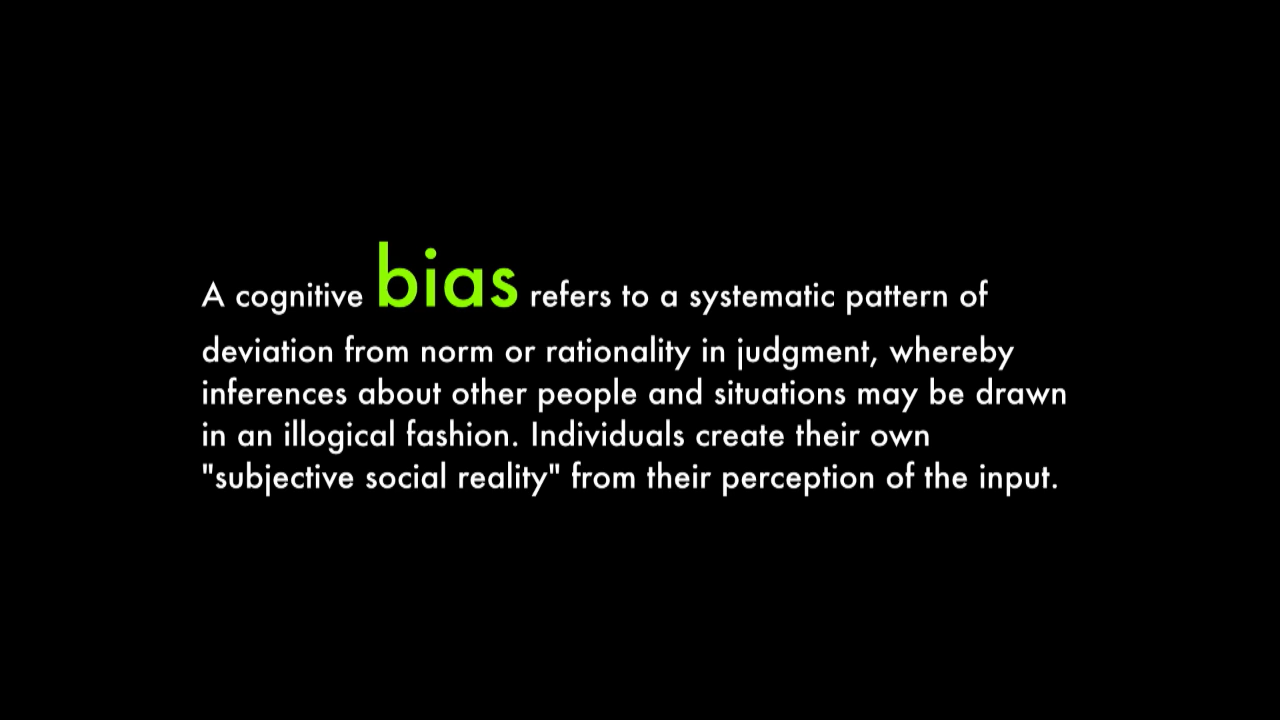 A cognitive bias refers to a systematic pattern of
deviation from norm or rationality in judgment, whereby
inferences about other people and situations may be drawn
in an illogical fashion. Individuals create their own
"subjective social reality" from their perception of the input.